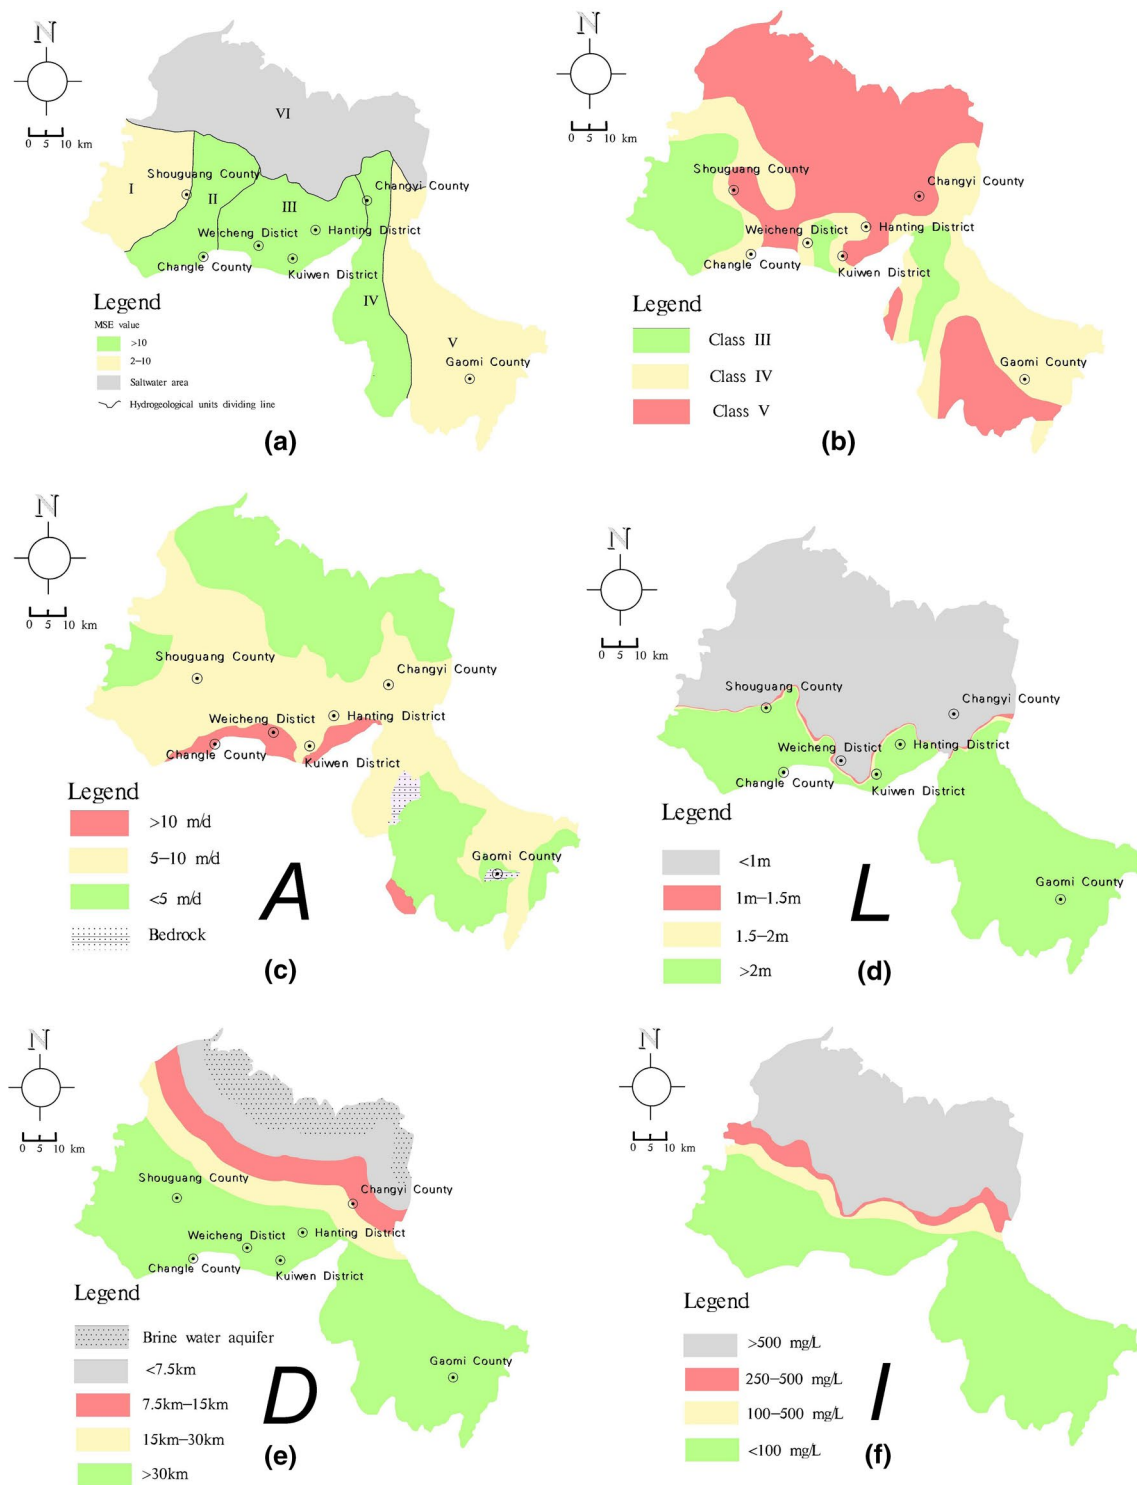 N
0 5 10 km
VI
I
Shouguang County
II
III
Changyi County
Weicheng Distict
Hanting District
Changle County
Kuiwen District
IV
V
Gaomi County
Legend
MSE value
>10
2-10
Saltwater area
Hydrogeological units dividing line
(a)
N
0 5 10 km
Shouguang County
Changyi County
Weicheng Distict
Hanting District
Changle County
Kuiwen District
Gaomi County
Legend
Class III
Class IV
Class V
(b)
N
0 5 10 km
Shouguang County
Changyi County
Weicheng Distict
Hanting District
Changle County
Kuiwen District
Gaomi County
Legend
>10 m/d
5-10 m/d
<5 m/d
Bedrock
A
(c)
N
0 5 10 km
Shouguang County
Changyi County
Weicheng Distict
Hanting District
Changle County
Kuiwen District
Gaomi County
Legend
<1m
1m-1.5m
1.5-2m
>2m
L
(d)
N
0 5 10 km
Shouguang County
Changyi County
Weicheng Distict
Hanting District
Changle County
Kuiwen District
Gaomi County
Legend
Brine water aquifer
<7.5km
7.5km-15km
15km-30km
>30km
D
(e)
N
0 5 10 km
Legend
>500 mg/L
250-500 mg/L
100-500 mg/L
<100 mg/L
I
(f)